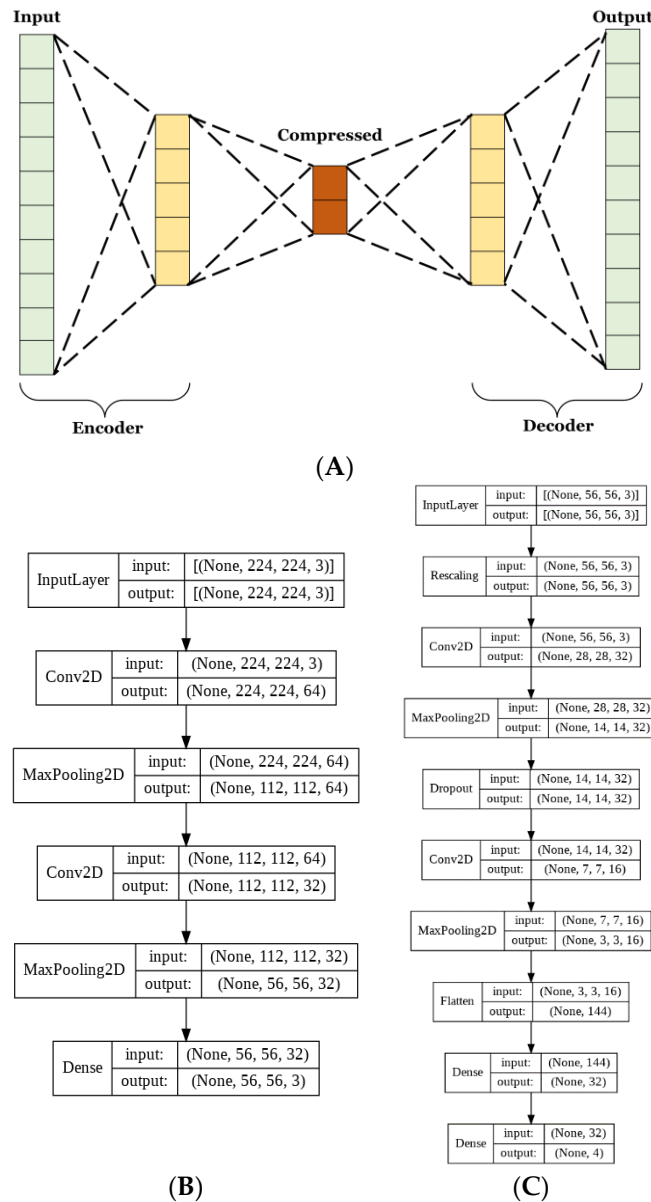 Input
Output
Compressed
Encoder
Decoder
(A)
InputLayer
input: [(None, 224, 224, 3)]
output: [(None, 224, 224, 3)]
Conv2D
input: (None, 224, 224, 3)
output: (None, 224, 224, 64)
MaxPooling2D
input: (None, 224, 224, 64)
output: (None, 112, 112, 64)
Conv2D
input: (None, 112, 112, 64)
output: (None, 112, 112, 32)
MaxPooling2D
input: (None, 112, 112, 32)
output: (None, 56, 56, 32)
Dense
input: (None, 56, 56, 32)
output: (None, 56, 56, 3)
(B)
InputLayer
input: [(None, 56, 56, 3)]
output: [(None, 56, 56, 3)]
Rescaling
input: (None, 56, 56, 3)
output: (None, 56, 56, 3)
Conv2D
input: (None, 56, 56, 3)
output: (None, 28, 28, 32)
MaxPooling2D
input: (None, 28, 28, 32)
output: (None, 14, 14, 32)
Dropout
input: (None, 14, 14, 32)
output: (None, 14, 14, 32)
Conv2D
input: (None, 14, 14, 32)
output: (None, 7, 7, 16)
MaxPooling2D
input: (None, 7, 7, 16)
output: (None, 3, 3, 16)
Flatten
input: (None, 3, 3, 16)
output: (None, 144)
Dense
input: (None, 144)
output: (None, 32)
Dense
input: (None, 32)
output: (None, 4)
(C)